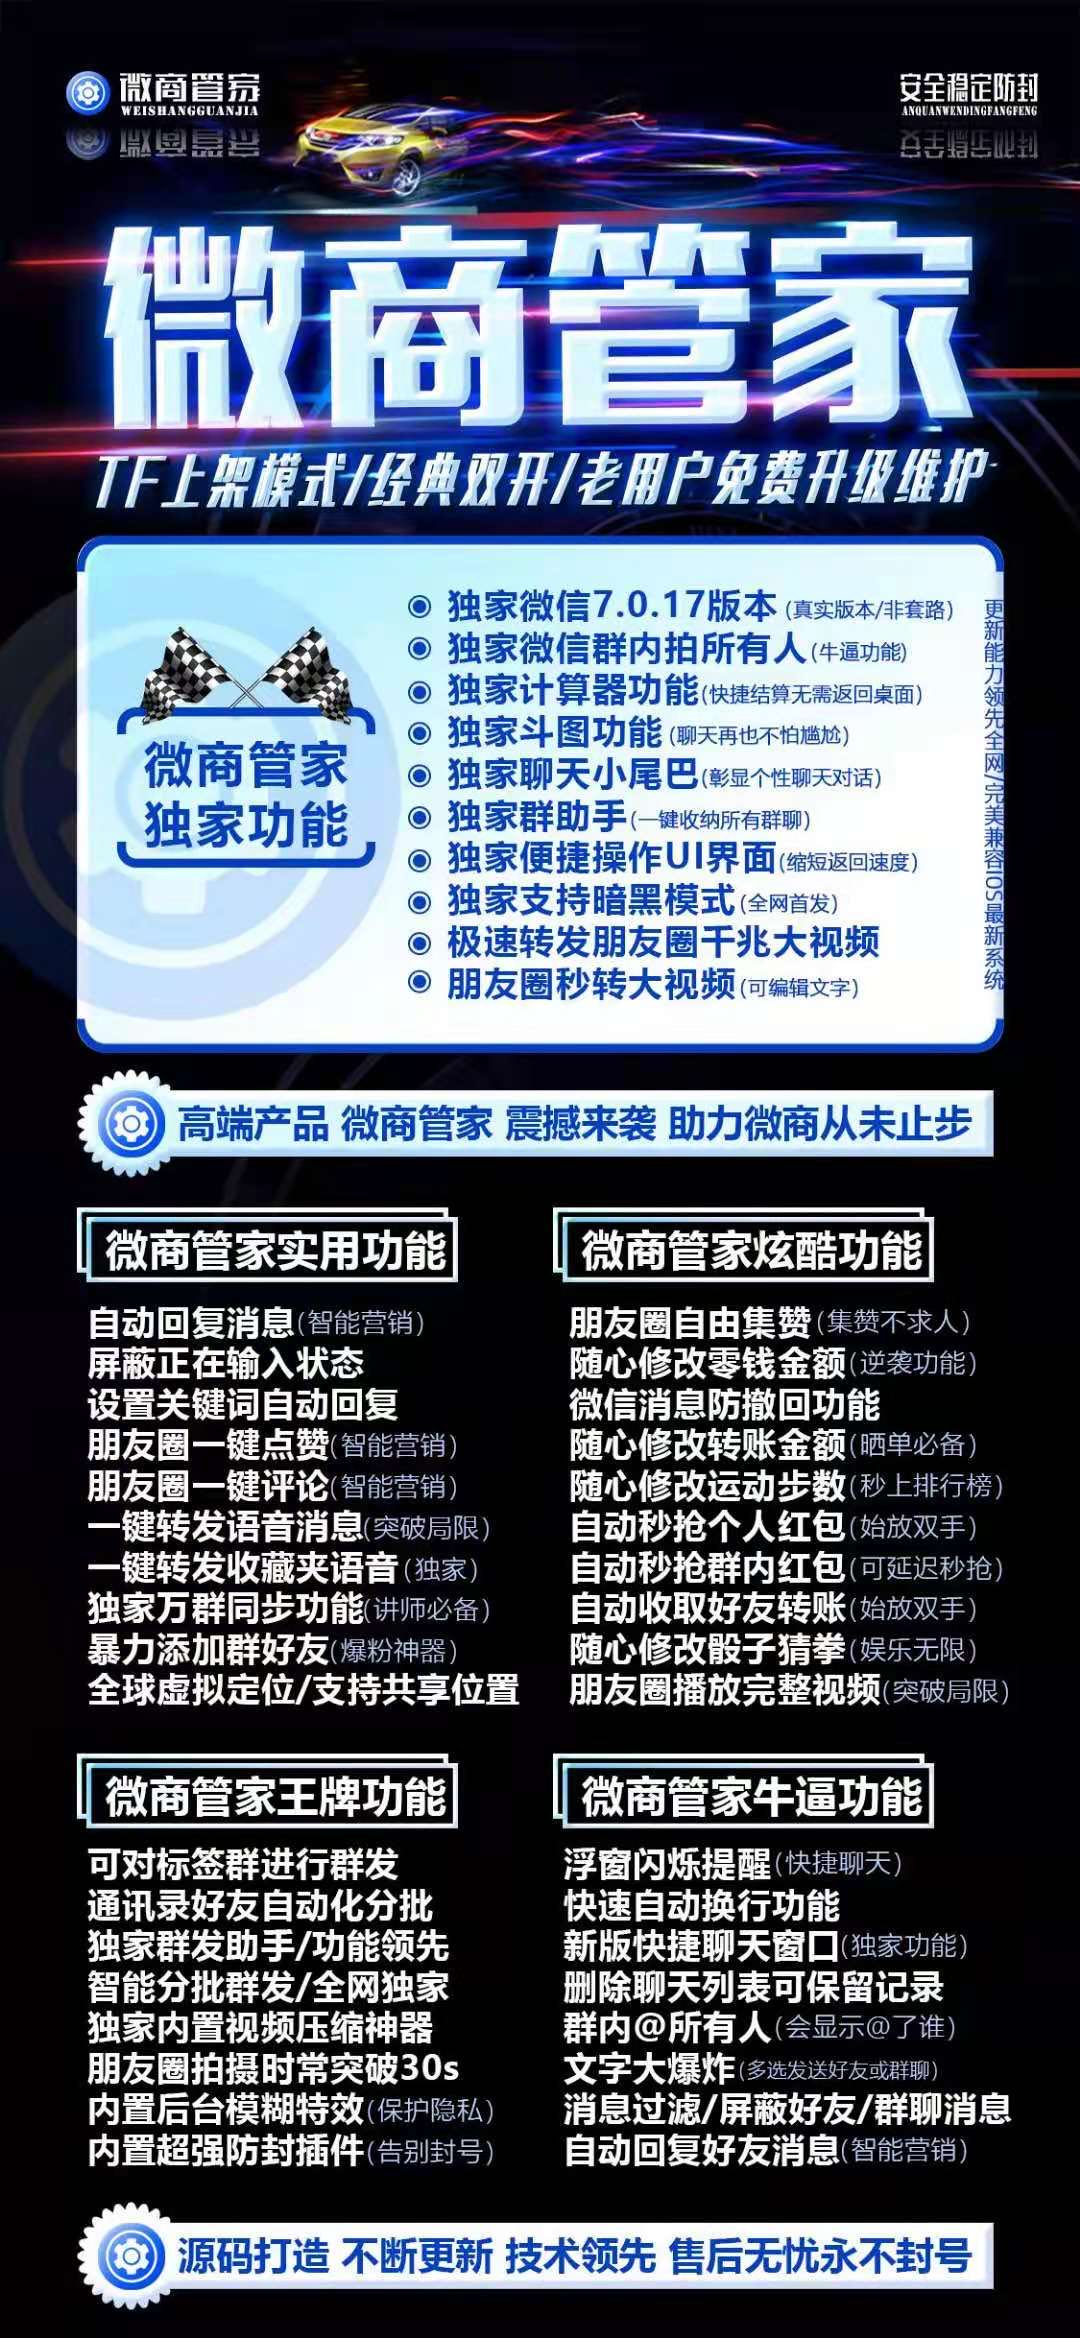 微商管家
WEISHANGGUANJIA
安全稳定防封
ANQUANWENDINGFANGFENG
微商管家
TF上架模式/经典双开/老用户免费升级维护
微商管家
独家功能
独家微信7.0.17版本(真实版本/非套路)
独家微信群内拍所有人(牛逼功能)
独家计算器功能(快捷结算无需返回桌面)
独家斗图功能(聊天再也不怕尴尬)
独家聊天小尾巴(彰显个性聊天对话)
独家群助手(一键收纳所有群聊)
独家便捷操作UI界面(缩短返回速度)
独家支持暗黑模式(全网首发)
极速转发朋友圈千兆大视频
朋友圈秒转大视频(可编辑文字)
更新能力领先全网/完美兼容IOS最新系统
高端产品 微商管家 震撼来袭 助力微商从未止步
微商管家实用功能
自动回复消息(智能营销)
屏蔽正在输入状态
设置关键词自动回复
朋友圈一键点赞(智能营销)
朋友圈一键评论(智能营销)
一键转发语音消息(突破局限)
一键转发收藏夹语音(独家)
独家万群同步功能(讲师必备)
暴力添加群好友(爆粉神器)
全球虚拟定位/支持共享位置
微商管家炫酷功能
朋友圈自由集赞(集赞不求人)
随心修改零钱金额(逆袭功能)
微信消息防撤回功能
随心修改转账金额(晒单必备)
随心修改运动步数(秒上排行榜)
自动秒抢个人红包(始放双手)
自动秒抢群内红包(可延迟秒抢)
自动收取好友转账(始放双手)
随心修改骰子猜拳(娱乐无限)
朋友圈播放完整视频(突破局限)
微商管家王牌功能
可对标签群进行群发
通讯录好友自动化分批
独家群发助手/功能领先
智能分批群发/全网独家
独家内置视频压缩神器
朋友圈拍摄时常突破30s
内置后台模糊特效(保护隐私)
内置超强防封插件(告别封号)
微商管家牛逼功能
浮窗闪烁提醒(快捷聊天)
快速自动换行功能
新版快捷聊天窗口(独家功能)
删除聊天列表可保留记录
群内@所有人(会显示@了谁)
文字大爆炸(多选发送好友或群聊)
消息过滤/屏蔽好友/群聊消息
自动回复好友消息(智能营销)
源码打造 不断更新 技术领先 售后无忧永不封号